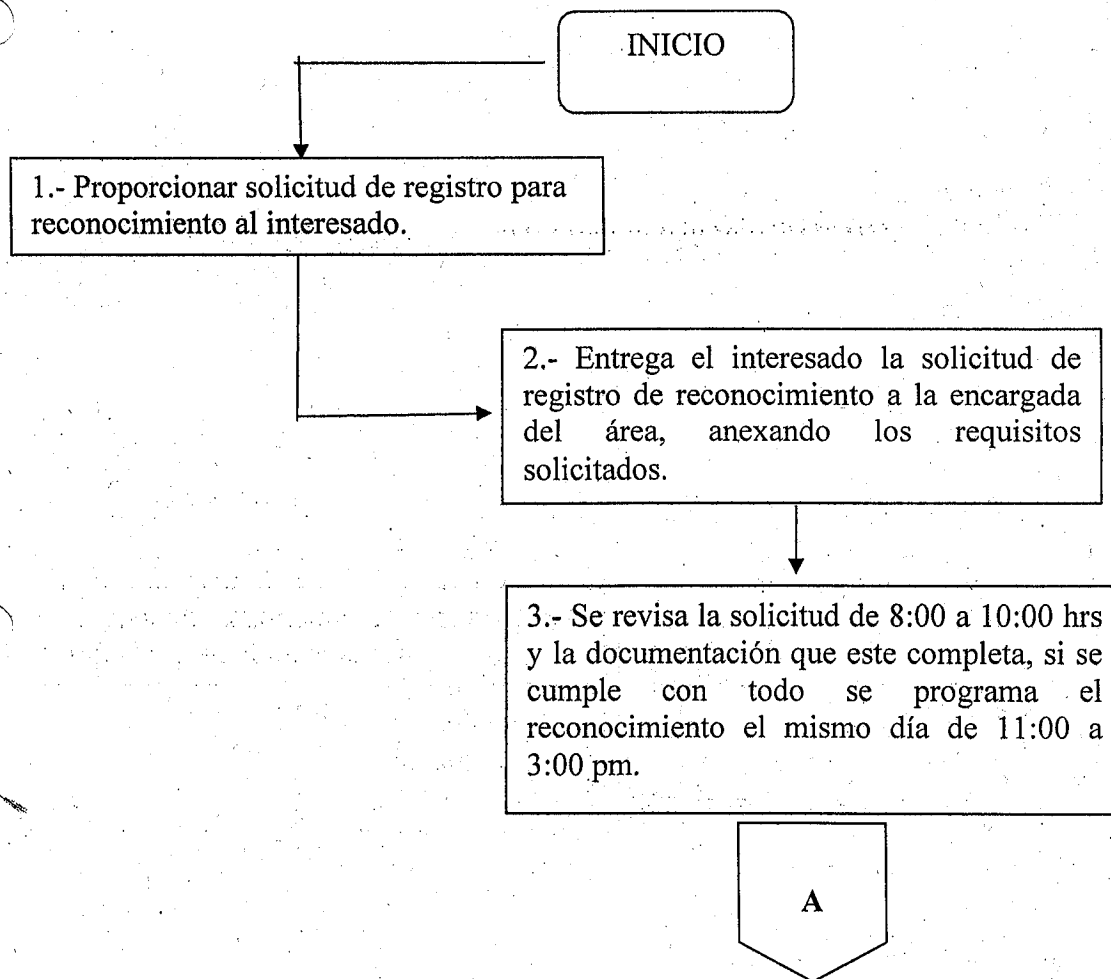 INICIO
1.- Proporcionar solicitud de registro para
reconocimiento al interesado.
2.- Entrega el interesado la solicitud de
registro de reconocimiento a la encargada
del área, anexando los requisitos
solicitados.
3.- Se revisa la solicitud de 8:00 a 10:00 hrs
y la documentación que este completa, si se
cumple con todo se programa el
reconocimiento el mismo día de 11:00 a
3:00 pm.
A